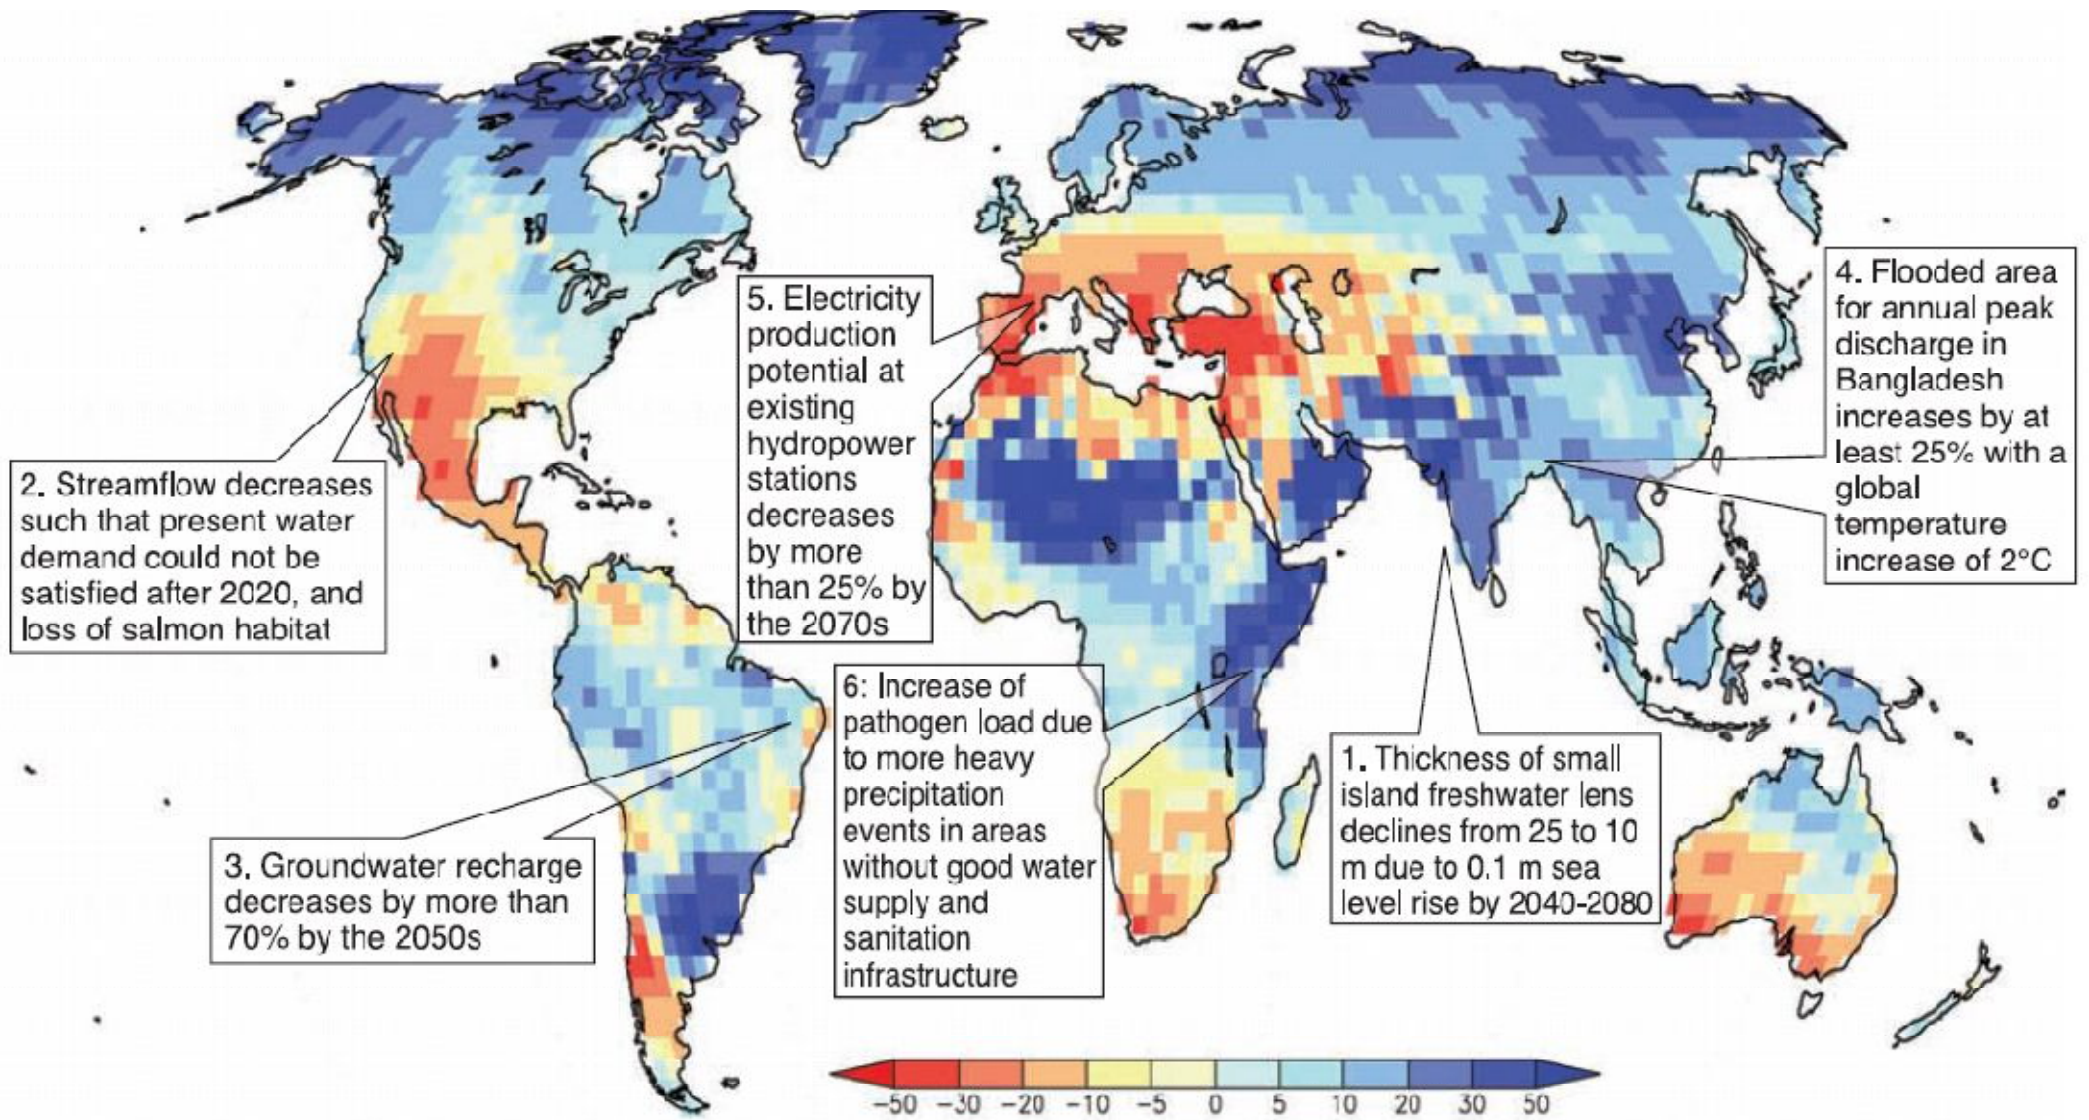 5. Electricity
production
potential at
existing
hydropower
stations
decreases
by more
than 25% by
the 2070s
4. Flooded area
for annual peak
discharge in
Bangladesh
increases by at
least 25% with a
global
temperature
increase of 2°C
2. Streamflow decreases
such that present water
demand could not be
satisfied after 2020, and
loss of salmon habitat
6: Increase of
pathogen load due
to more heavy
precipitation
events in areas
without good water
supply and
sanitation
infrastructure
1. Thickness of small
island freshwater lens
declines from 25 to 10
m due to 0.1 m sea
level rise by 2040-2080
3. Groundwater recharge
decreases by more than
70% by the 2050s
-50 -30 -20 -10 -5 0 5 10 20 30 50